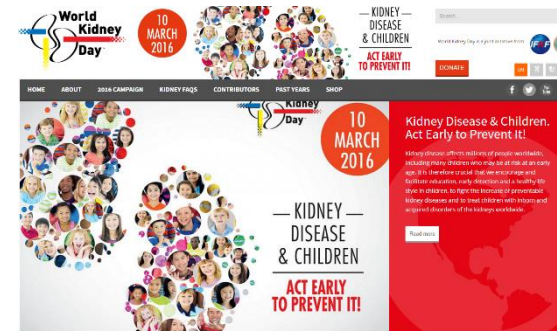 World
Kidney
Day
10
MARCH
2016
KIDNEY
DISEASE
& CHILDREN
ACT EARLY
TO PREVENT IT!
Search...
World Kidney Day is a joint initiative from
DONATE
HOME ABOUT 2016 CAMPAIGN KIDNEY FAQS CONTRIBUTORS PAST YEARS SHOP
Kidney
Day
10
MARCH
2016
KIDNEY
DISEASE
& CHILDREN
ACT EARLY
TO PREVENT IT!
Kidney Disease & Children.
Act Early to Prevent It!
Kidney disease affects millions of people worldwide,
including many children who may be at risk at an early
age. It is therefore crucial that we encourage and
facilitate education, early detection and a healthy life
style in children, to fight the increase of preventable
kidney diseases and to treat children with inborn and
acquired disorders of the kidneys worldwide.
Read more